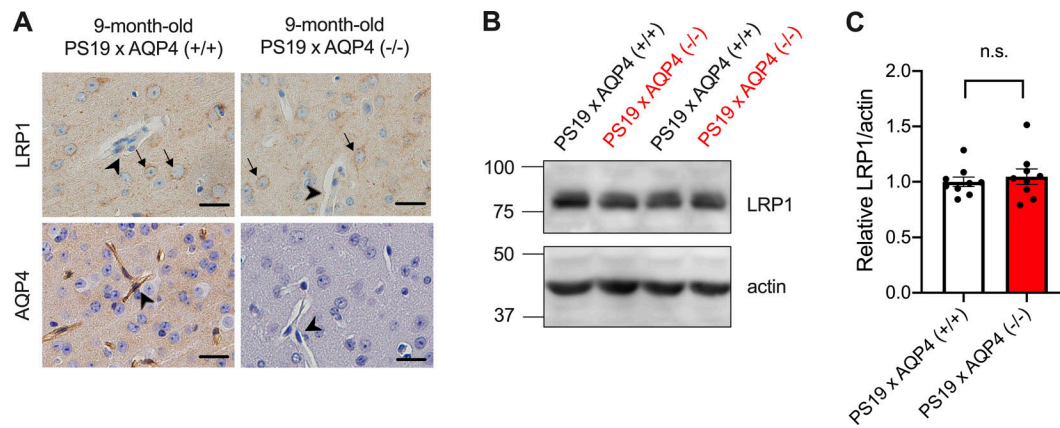 A
9-month-old
PS19 x AQP4 (+/+)
9-month-old
PS19 x AQP4 (-/-)
LRP1
AQP4
B
PS19 x AQP4 (+/+)
PS19 x AQP4 (-/-)
PS19 x AQP4 (+/+)
PS19 x AQP4 (-/-)
100
75
LRP1
50
37
actin
C
n.s.
Relative LRP1/actin
2.0
1.5
1.0
0.5
0.0
PS19 x AQP4 (+/+)
PS19 x AQP4 (-/-)